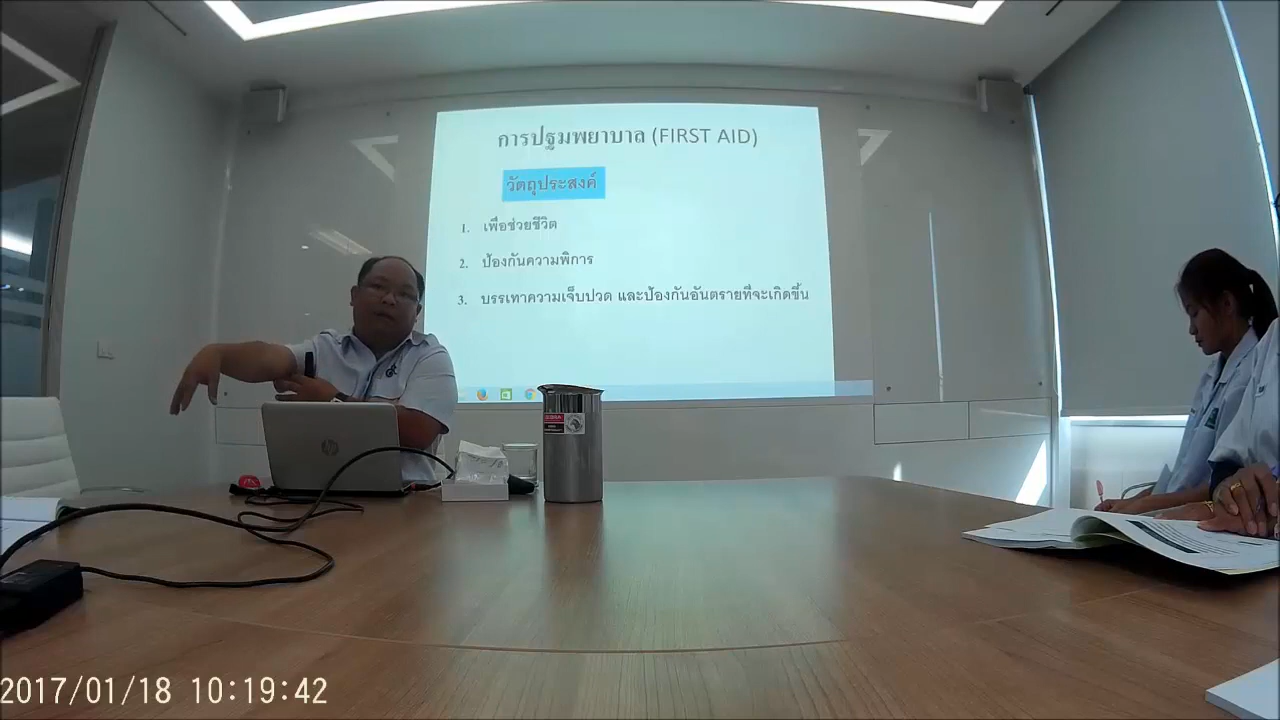 การปฐมพยาบาล (FIRST AID)
วัตถุประสงค์
1. เพื่อช่วยชีวิต
2. ป้องกันความพิการ
3. บรรเทาความเจ็บปวด และป้องกันอันตรายที่จะเกิดขึ้น
hp
2017/01/18 10:19:42